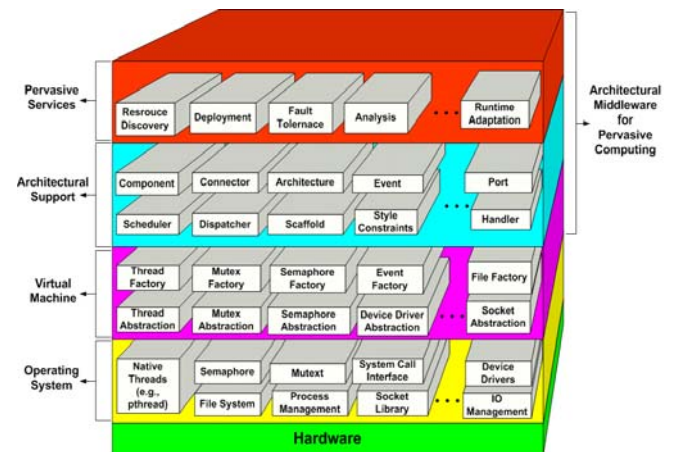 Pervasive
Services
Resrouce
Discovery
Deployment
Fault
Tolernace
Analysis
• • •
Runtime
Adaptation
Architectural
Middleware
for
Pervasive
Computing
Architectural
Support
Component
Connector
Architecture
Event
Port
Scheduler
Dispatcher
Scaffold
Style
Constraints
• • •
Handler
Virtual
Machine
Thread
Factory
Mutex
Factory
Semaphore
Factory
Event
Factory
File Factory
Thread
Abstraction
Mutex
Abstraction
Semaphore
Abstraction
Device Driver
Abstraction
• • •
Socket
Abstraction
Operating
System
Native
Threads
(e.g.,
pthread)
Semaphore
Mutext
System Call
Interface
Device
Drivers
File System
Process
Management
Socket
Library
• • •
IO
Management
Hardware